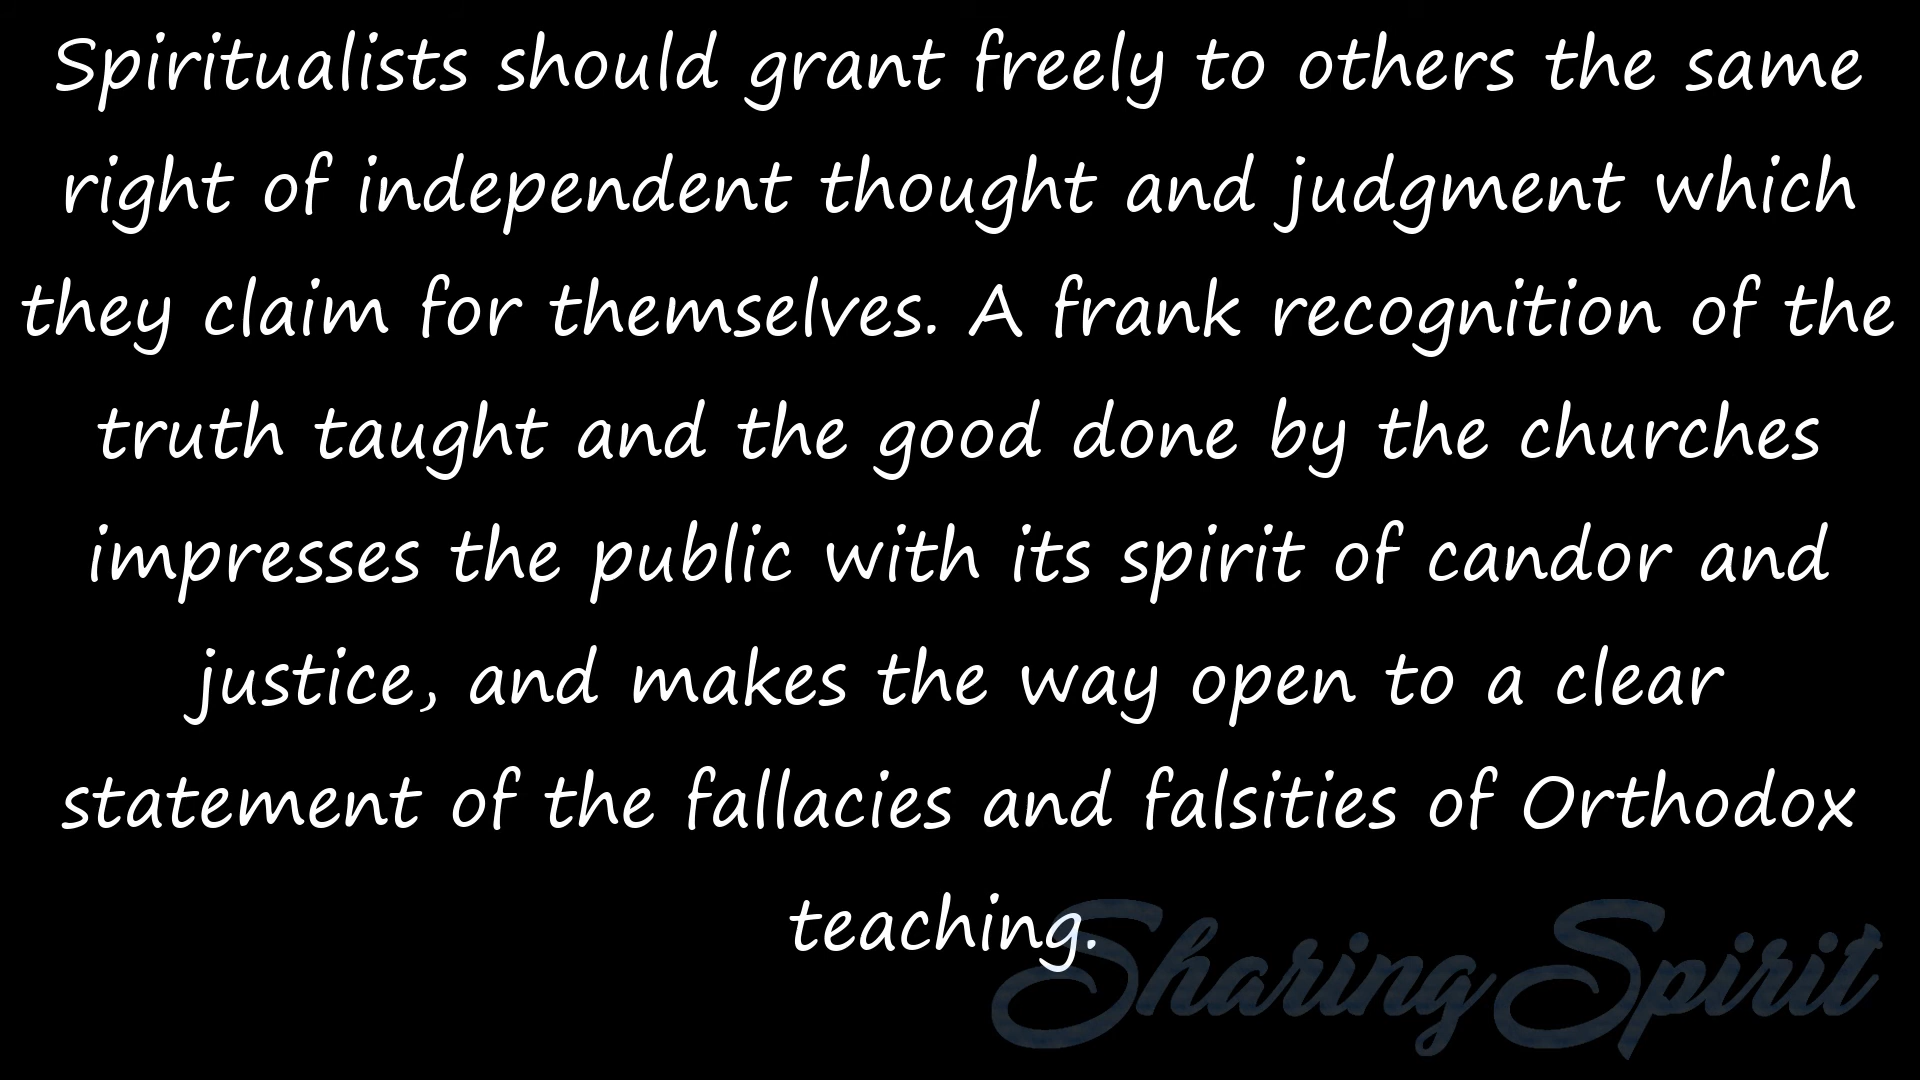 Spiritualists should grant freely to others the same
right of independent thought and judgment which
they claim for themselves. A frank recognition of the
truth taught and the good done by the churches
impresses the public with its spirit of candor and
justice, and makes the way open to a clear
statement of the fallacies and falsities of Orthodox
teaching.
Sharing Spirit